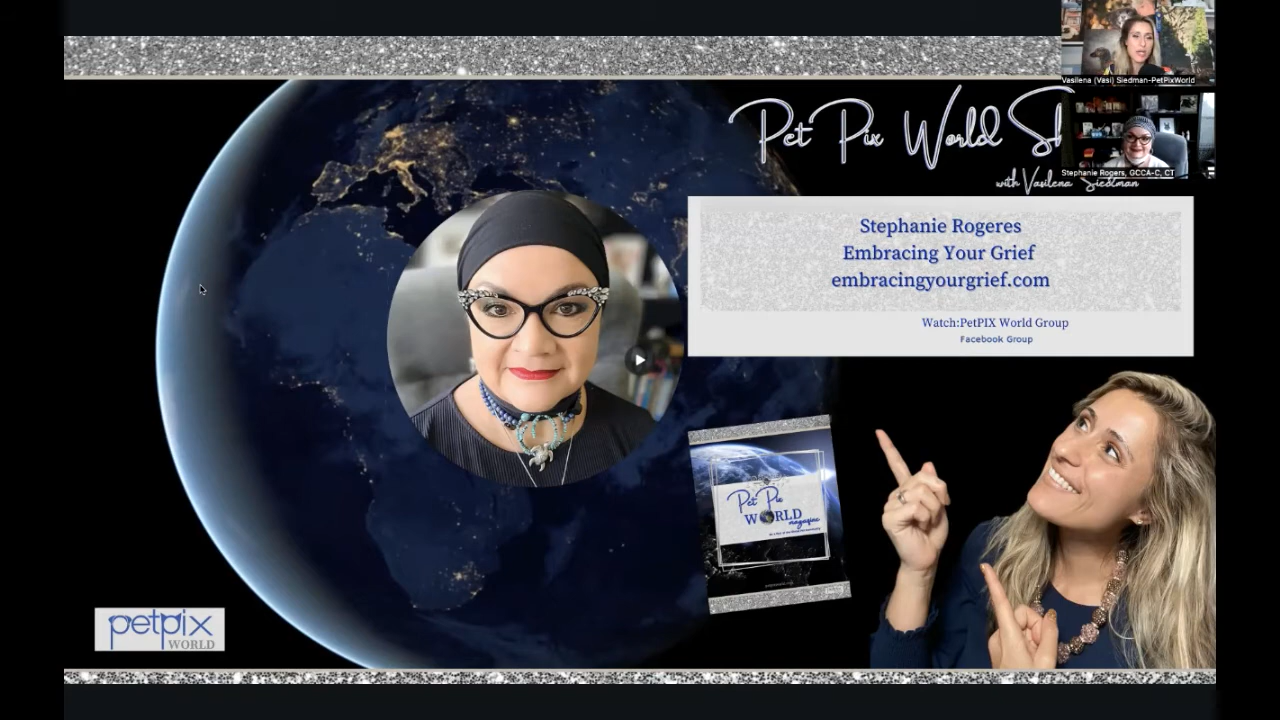 Vasilena (Vasi) Siedman-PetPixWorld
Pet Pix World Sh
Stephanie Rogers, GCCA-C, CT
with Vasilena Siedman
Stephanie Rogeres
Embracing Your Grief
embracingyourgrief.com
Watch:PetPIX World Group
Facebook Group
Pet Pix
WORLD
magazine
petpix
WORLD